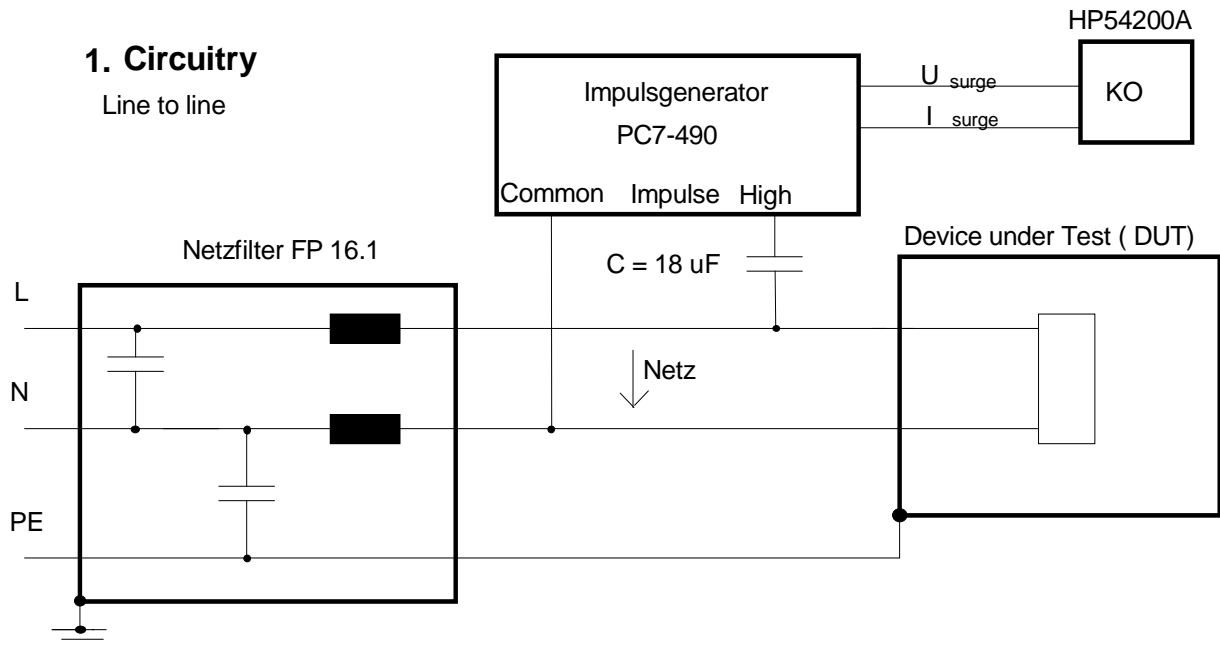 HP54200A
1. Circuitry
Line to line
Impulsgenerator
PC7-490
U surge
I surge
KO
Common Impulse High
Netzfilter FP 16.1
C = 18 uF
Device under Test ( DUT)
L
Netz
N
PE